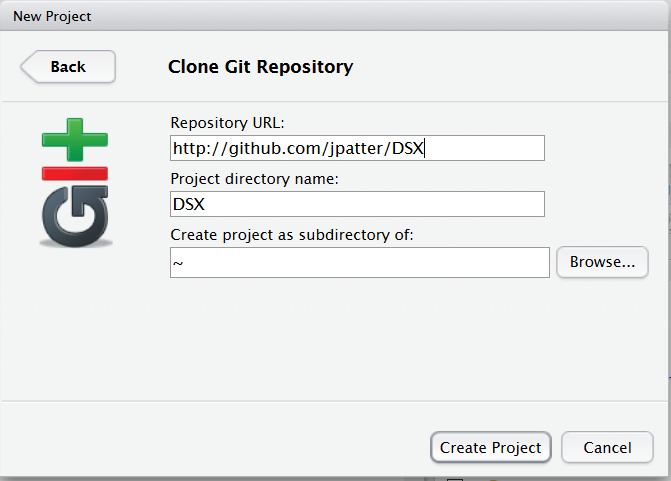 New Project
Back
Clone Git Repository
Repository URL:
http://github.com/jpatter/DSX
Project directory name:
DSX
Create project as subdirectory of:
~
Browse...
git
Create Project
Cancel